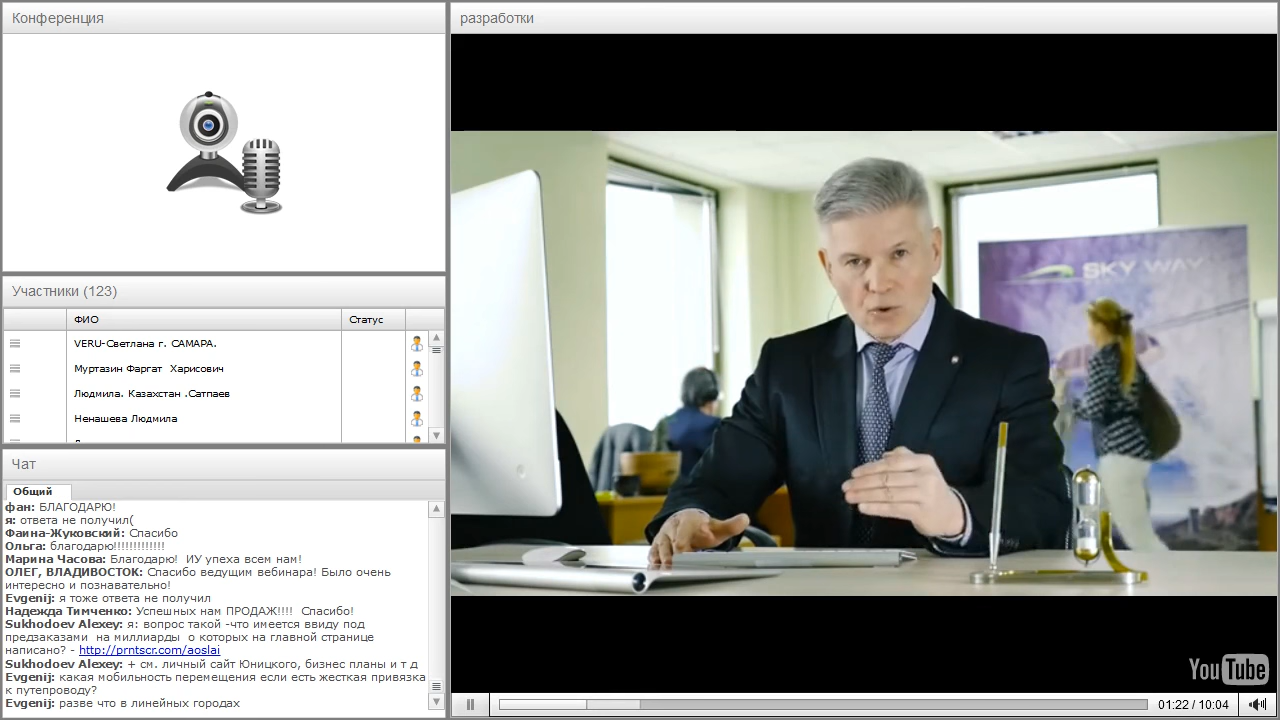 Конференция
разработки
SKY WAY
Участники (123)
ФИО
Статус
VERU-Светлана г. САМАРА.
Муртазин Фаргат  Харисович
Людмила. Казахстан .Сатпаев
Ненашева Людмила
Чат
Общий
фан: БЛАГОДАРЮ!
я: ответа не получил(
Фаина-Жуковский: Спасибо
Ольга: благодарю!!!!!!!!!!!!!
Марина Часова: Благодарю!  ИУ упеха всем нам!
ОЛЕГ, ВЛАДИВОСТОК: Спасибо ведущим вебинара! Было очень
интересно и познавательно!
Evgenij: я тоже ответа не получил
Надежда Тимченко: Успешных нам ПРОДАЖ!!!!  Спасибо!
Sukhodoev Alexey: я: вопрос такой -что имеется ввиду под
предзаказами  на миллиарды  о которых на главной странице
написано? - http://prntscr.com/aoslai
Sukhodoev Alexey: + см. личный сайт Юницкого, бизнес планы и т д
Evgenij: какая мобильность перемещения если есть жесткая привязка
к путепроводу?
Evgenij: разве что в линейных городах
YouTube
01:22 / 10:04